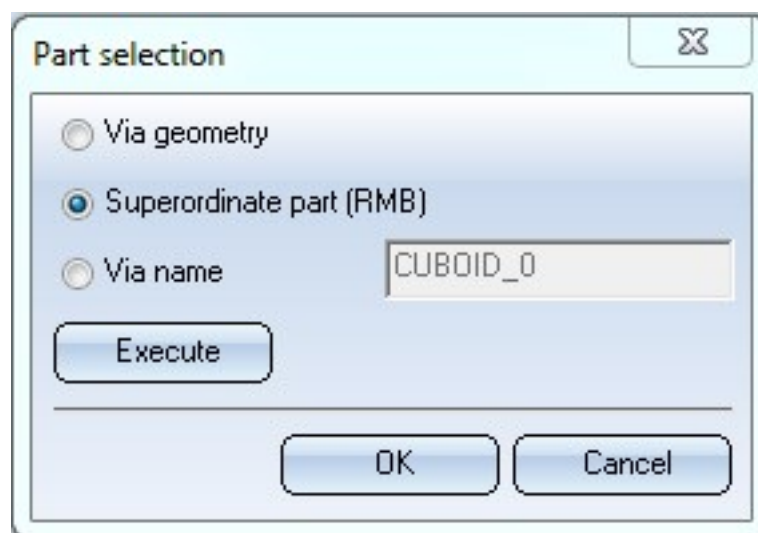 Part selection
Via geometry
Superordinate part (RMB)
Via name CUBOID_0
Execute
OK Cancel